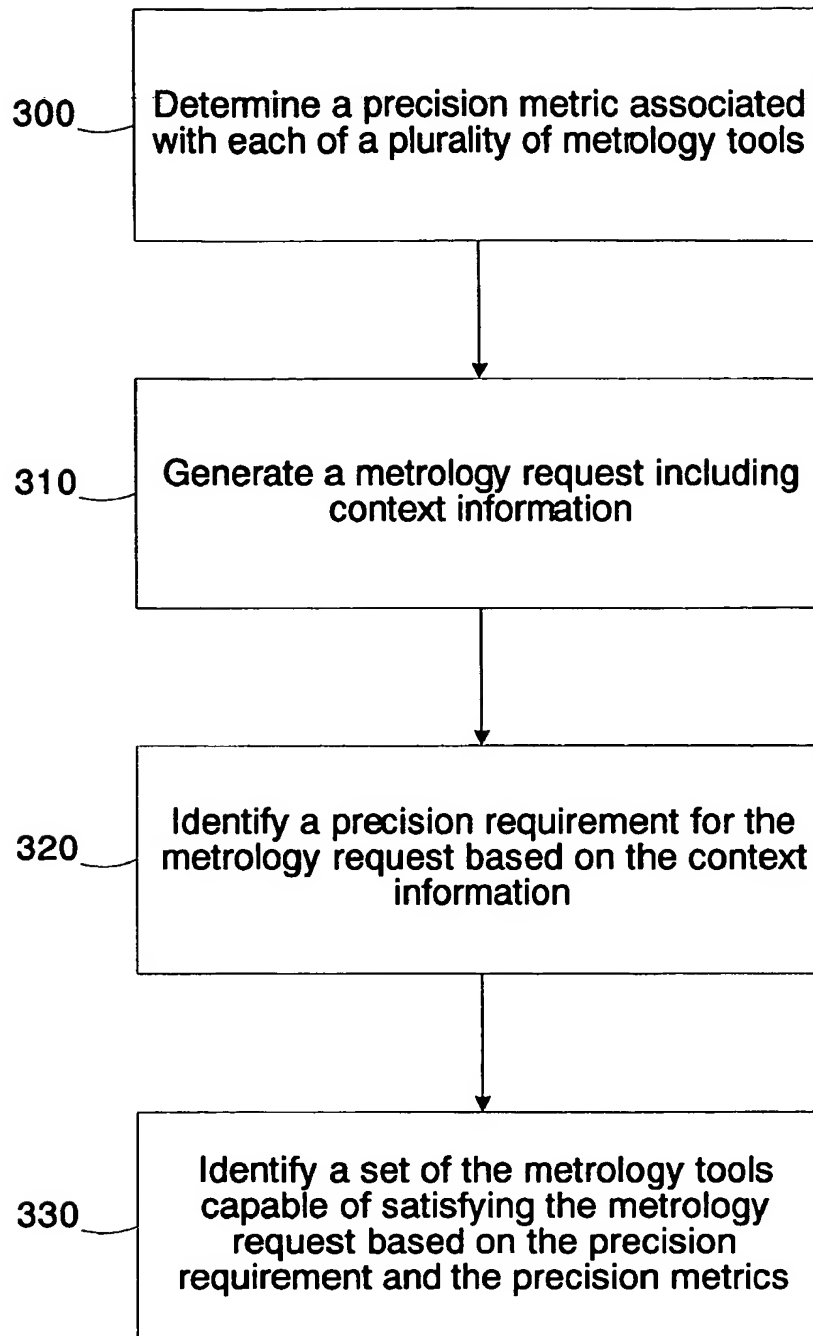 300
Determine a precision metric associated
with each of a plurality of metrology tools
310
Generate a metrology request including
context information
320
Identify a precision requirement for the
metrology request based on the context
information
330
Identify a set of the metrology tools
capable of satisfying the metrology
request based on the precision
requirement and the precision metrics